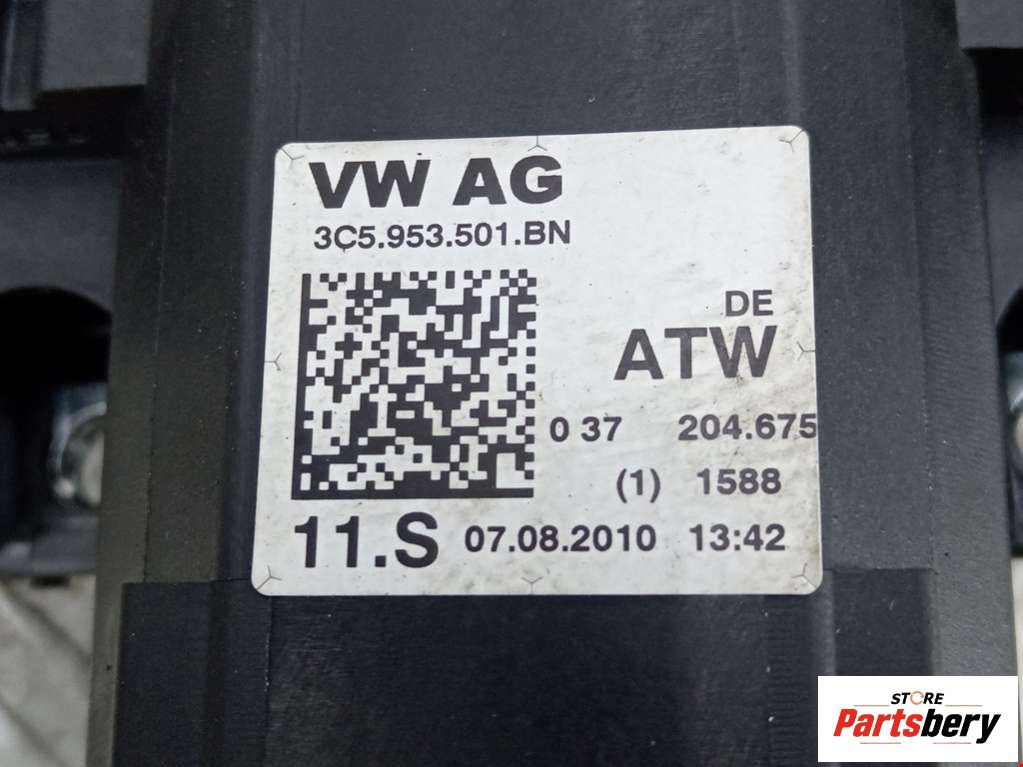 VW AG
3C5.953.501.BN
DE
ATW
0 37 204.675
(1) 1588
11.S 07.08.2010 13:42
STORE
Partsbery